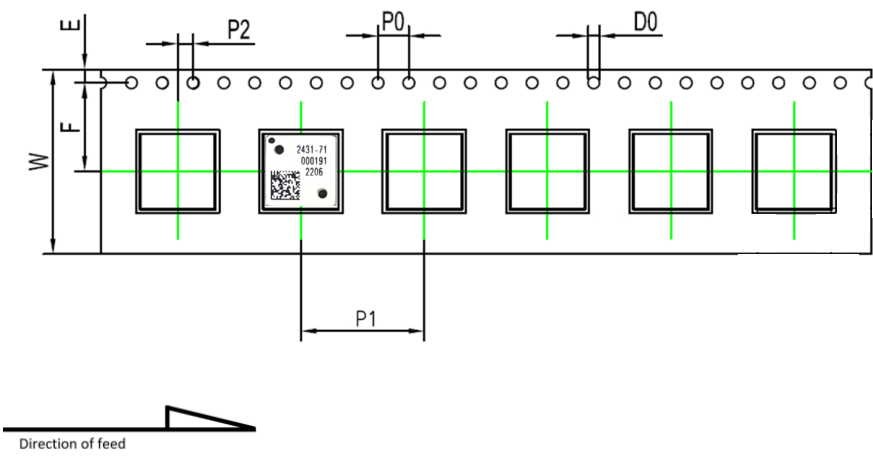 E
P2
P0
D0
F
W
2431-71
000191
2206
P1
Direction of feed